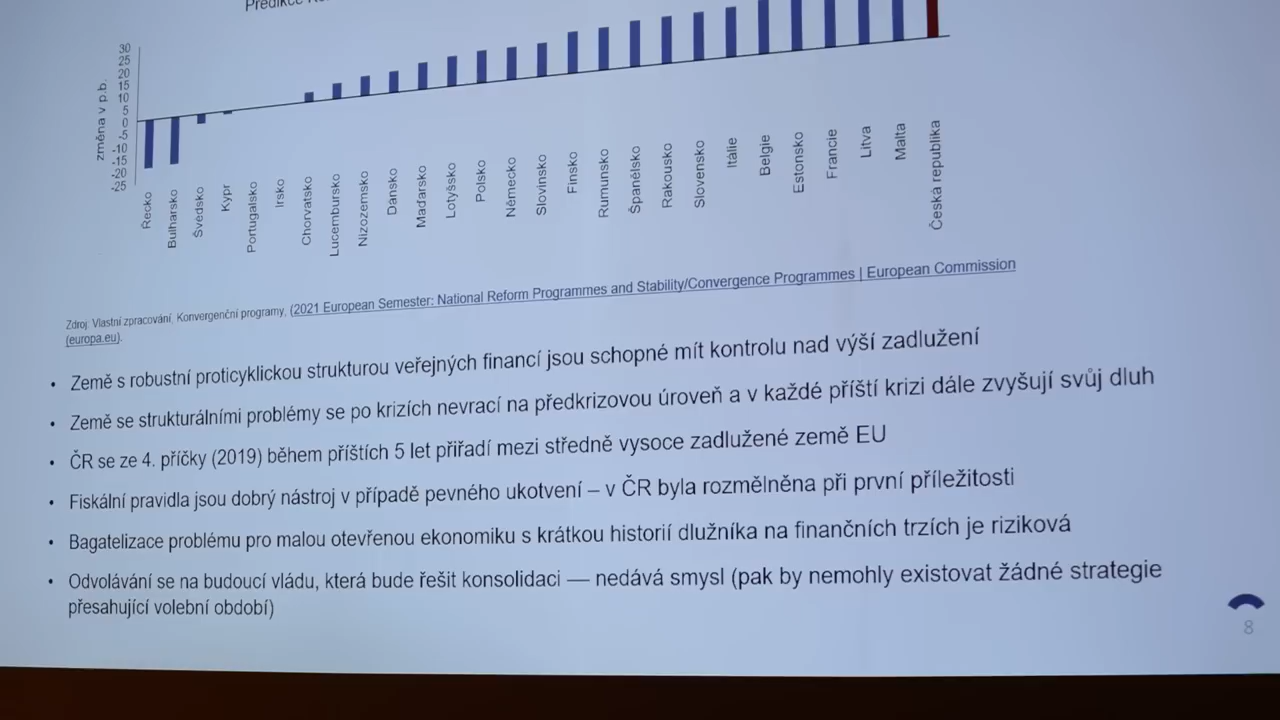 Predikce
30
25
20
15
10
5
0
-5
-10
-15
-20
-25
změna v p.b.
Řecko
Bulharsko
Švédsko
Kypr
Portugalsko
Irsko
Chorvatsko
Lucembursko
Nizozemsko
Dánsko
Maďarsko
Lotyšsko
Polsko
Německo
Slovinsko
Finsko
Rumunsko
Španělsko
Rakousko
Slovensko
Itálie
Belgie
Estonsko
Francie
Litva
Malta
Česká republika
Zdroj: Vlastní zpracování, Konvergenční programy, (2021 European Semester: National Reform Programmes and Stability/Convergence Programmes | European Commission
(europa.eu).
• Země s robustní proticyklickou strukturou veřejných financí jsou schopné mít kontrolu nad výší zadlužení
• Země se strukturálními problémy se po krizích nevrací na předkrizovou úroveň a v každé příští krizi dále zvyšují svůj dluh
• ČR se ze 4. příčky (2019) během příštích 5 let přiřadí mezi středně vysoce zadlužené země EU
• Fiskální pravidla jsou dobrý nástroj v případě pevného ukotvení – v ČR byla rozmělněna při první příležitosti
• Bagatelizace problému pro malou otevřenou ekonomiku s krátkou historií dlužníka na finančních trzích je riziková
• Odvolávání se na budoucí vládu, která bude řešit konsolidaci — nedává smysl (pak by nemohly existovat žádné strategie
přesahující volební období)
8